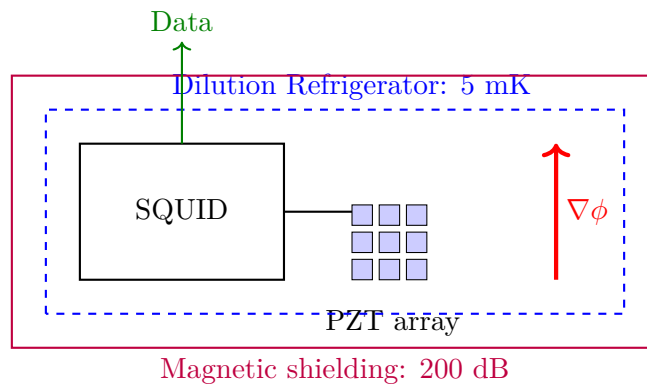 Data
Dilution Refrigerator: 5 mK
SQUID
∇ϕ
PZT array
Magnetic shielding: 200 dB